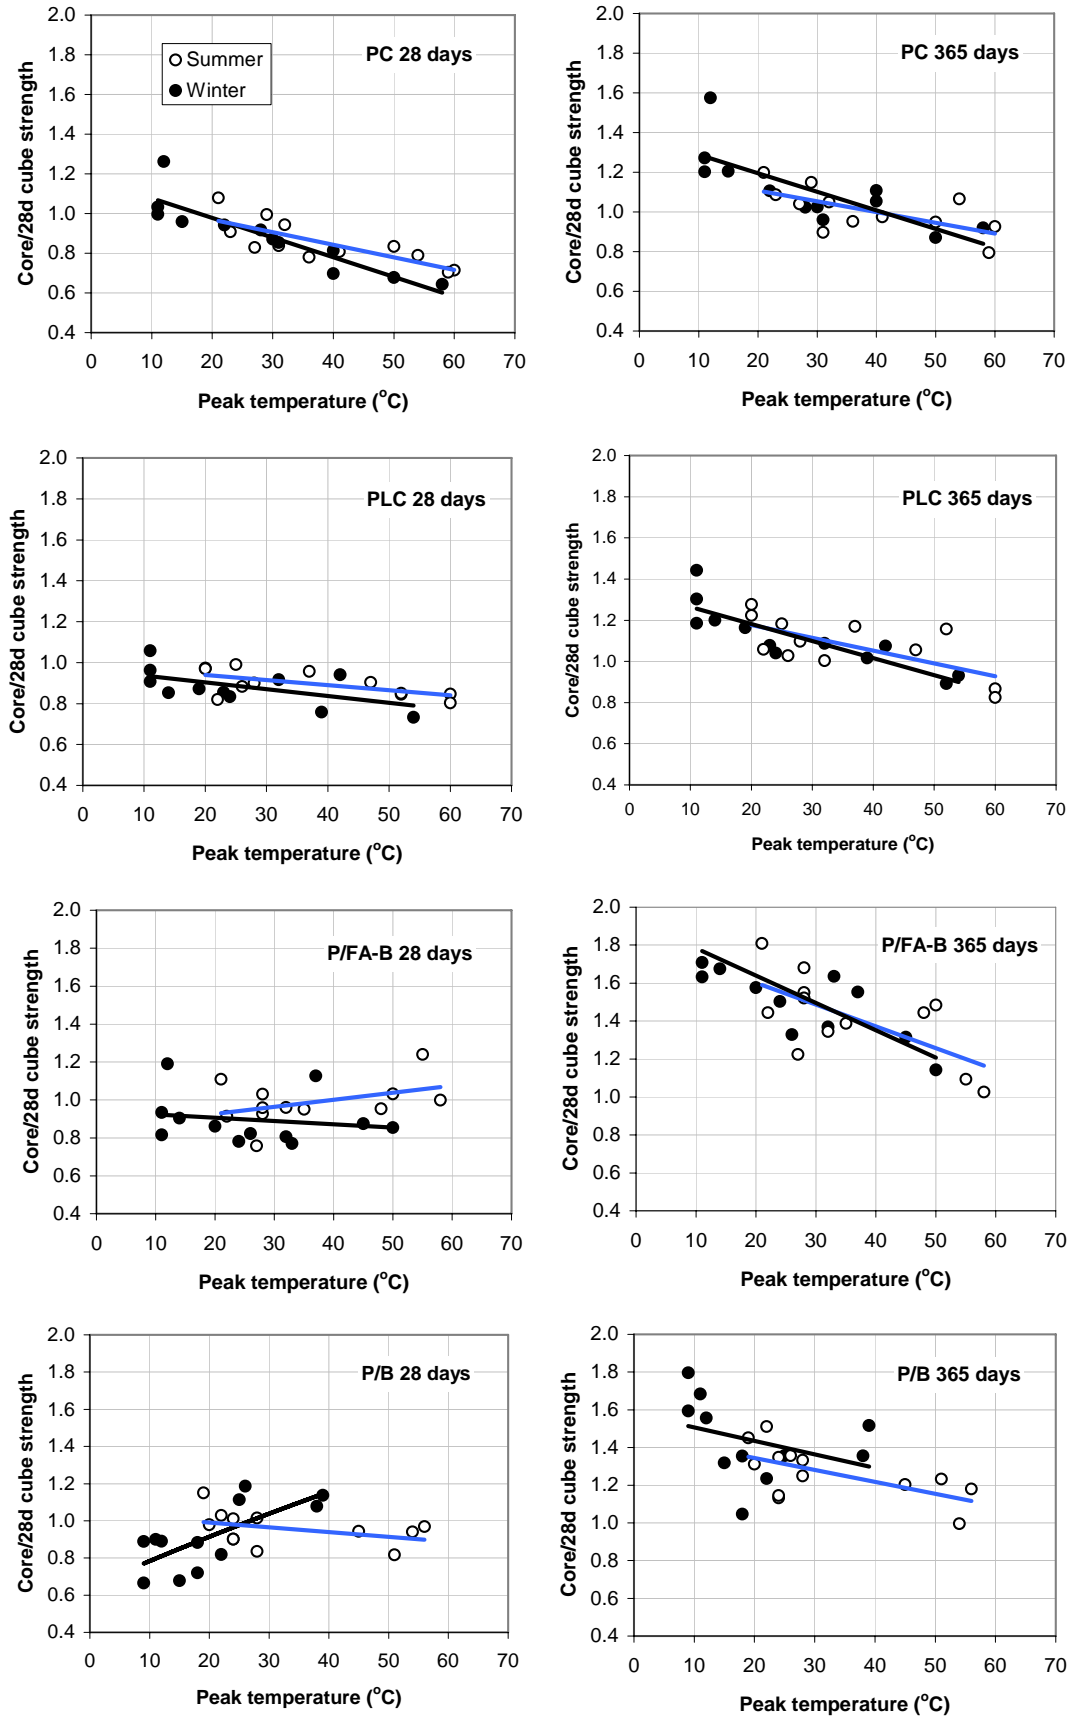 2.0
1.8
1.6
1.4
1.2
1.0
0.8
0.6
0.4
Core/28d cube strength
Summer
Winter
PC 28 days
0 10 20 30 40 50 60 70
Peak temperature (°C)
2.0
1.8
1.6
1.4
1.2
1.0
0.8
0.6
0.4
Core/28d cube strength
PC 365 days
0 10 20 30 40 50 60 70
Peak temperature (°C)
2.0
1.8
1.6
1.4
1.2
1.0
0.8
0.6
0.4
Core/28d cube strength
PLC 28 days
0 10 20 30 40 50 60 70
Peak temperature (°C)
2.0
1.8
1.6
1.4
1.2
1.0
0.8
0.6
0.4
Core/28d cube strength
PLC 365 days
0 10 20 30 40 50 60 70
Peak temperature (°C)
2.0
1.8
1.6
1.4
1.2
1.0
0.8
0.6
0.4
Core/28d cube strength
P/FA-B 28 days
0 10 20 30 40 50 60 70
Peak temperature (°C)
2.0
1.8
1.6
1.4
1.2
1.0
0.8
0.6
0.4
Core/28d cube strength
P/FA-B 365 days
0 10 20 30 40 50 60 70
Peak temperature (°C)
2.0
1.8
1.6
1.4
1.2
1.0
0.8
0.6
0.4
Core/28d cube strength
P/B 28 days
0 10 20 30 40 50 60 70
Peak temperature (°C)
2.0
1.8
1.6
1.4
1.2
1.0
0.8
0.6
0.4
Core/28d cube strength
P/B 365 days
0 10 20 30 40 50 60 70
Peak temperature (°C)